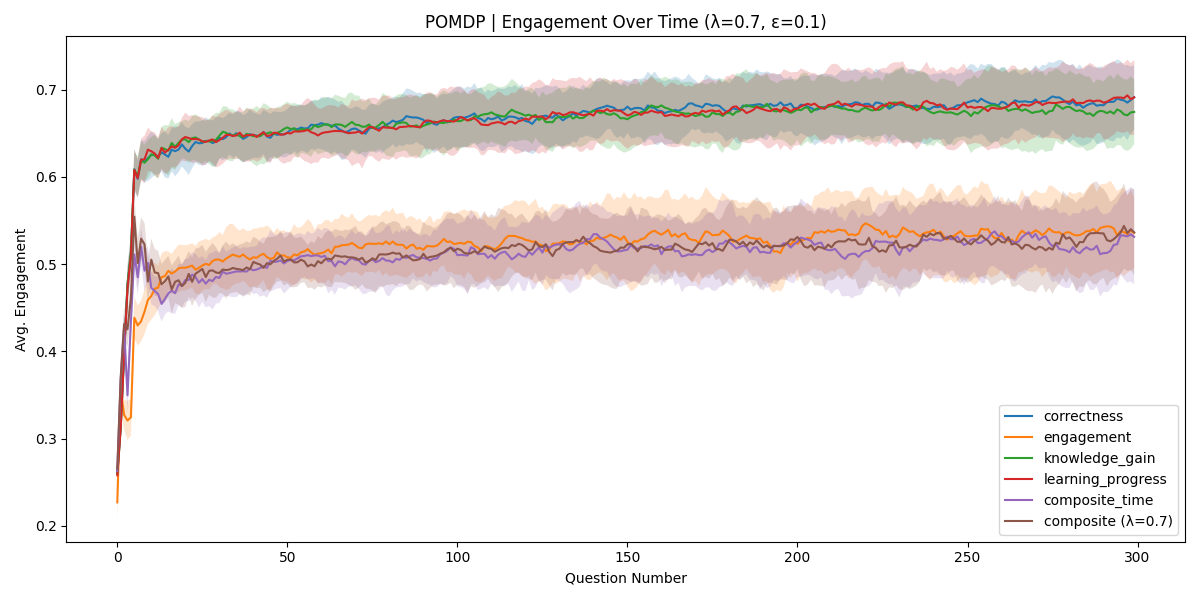 POMDP | Engagement Over Time (λ=0.7, ε=0.1)
Avg. Engagement
0.7
0.6
0.5
0.4
0.3
0.2
0 50 100 150 200 250 300
Question Number
correctness
engagement
knowledge_gain
learning_progress
composite_time
composite (λ=0.7)